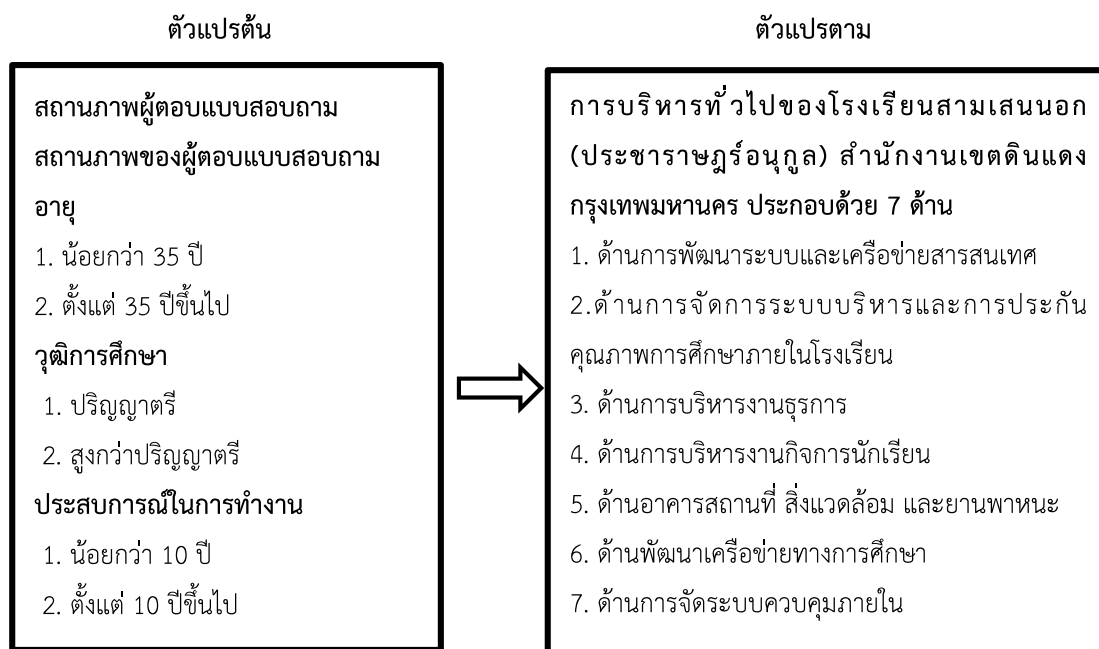 ตัวแปรต้น
สถานภาพผู้ตอบแบบสอบถาม
สถานภาพของผู้ตอบแบบสอบถาม
อายุ
1. น้อยกว่า 35 ปี
2. ตั้งแต่ 35 ปีขึ้นไป
วุฒิการศึกษา
1. ปริญญาตรี
2. สูงกว่าปริญญาตรี
ประสบการณ์ในการทำงาน
1. น้อยกว่า 10 ปี
2. ตั้งแต่ 10 ปีขึ้นไป
ตัวแปรตาม
การบริหารทั่วไปของโรงเรียนสามเสนนอก
(ประชาราษฎร์อนุกูล) สำนักงานเขตดินแดง
กรุงเทพมหานคร ประกอบด้วย 7 ด้าน
1. ด้านการพัฒนาระบบและเครือข่ายสารสนเทศ
2.ด้านการจัดการระบบบริหารและการประกัน
คุณภาพการศึกษาภายในโรงเรียน
3. ด้านการบริหารงานธุรการ
4. ด้านการบริหารงานกิจการนักเรียน
5. ด้านอาคารสถานที่ สิ่งแวดล้อม และยานพาหนะ
6. ด้านพัฒนาเครือข่ายทางการศึกษา
7. ด้านการจัดระบบควบคุมภายใน